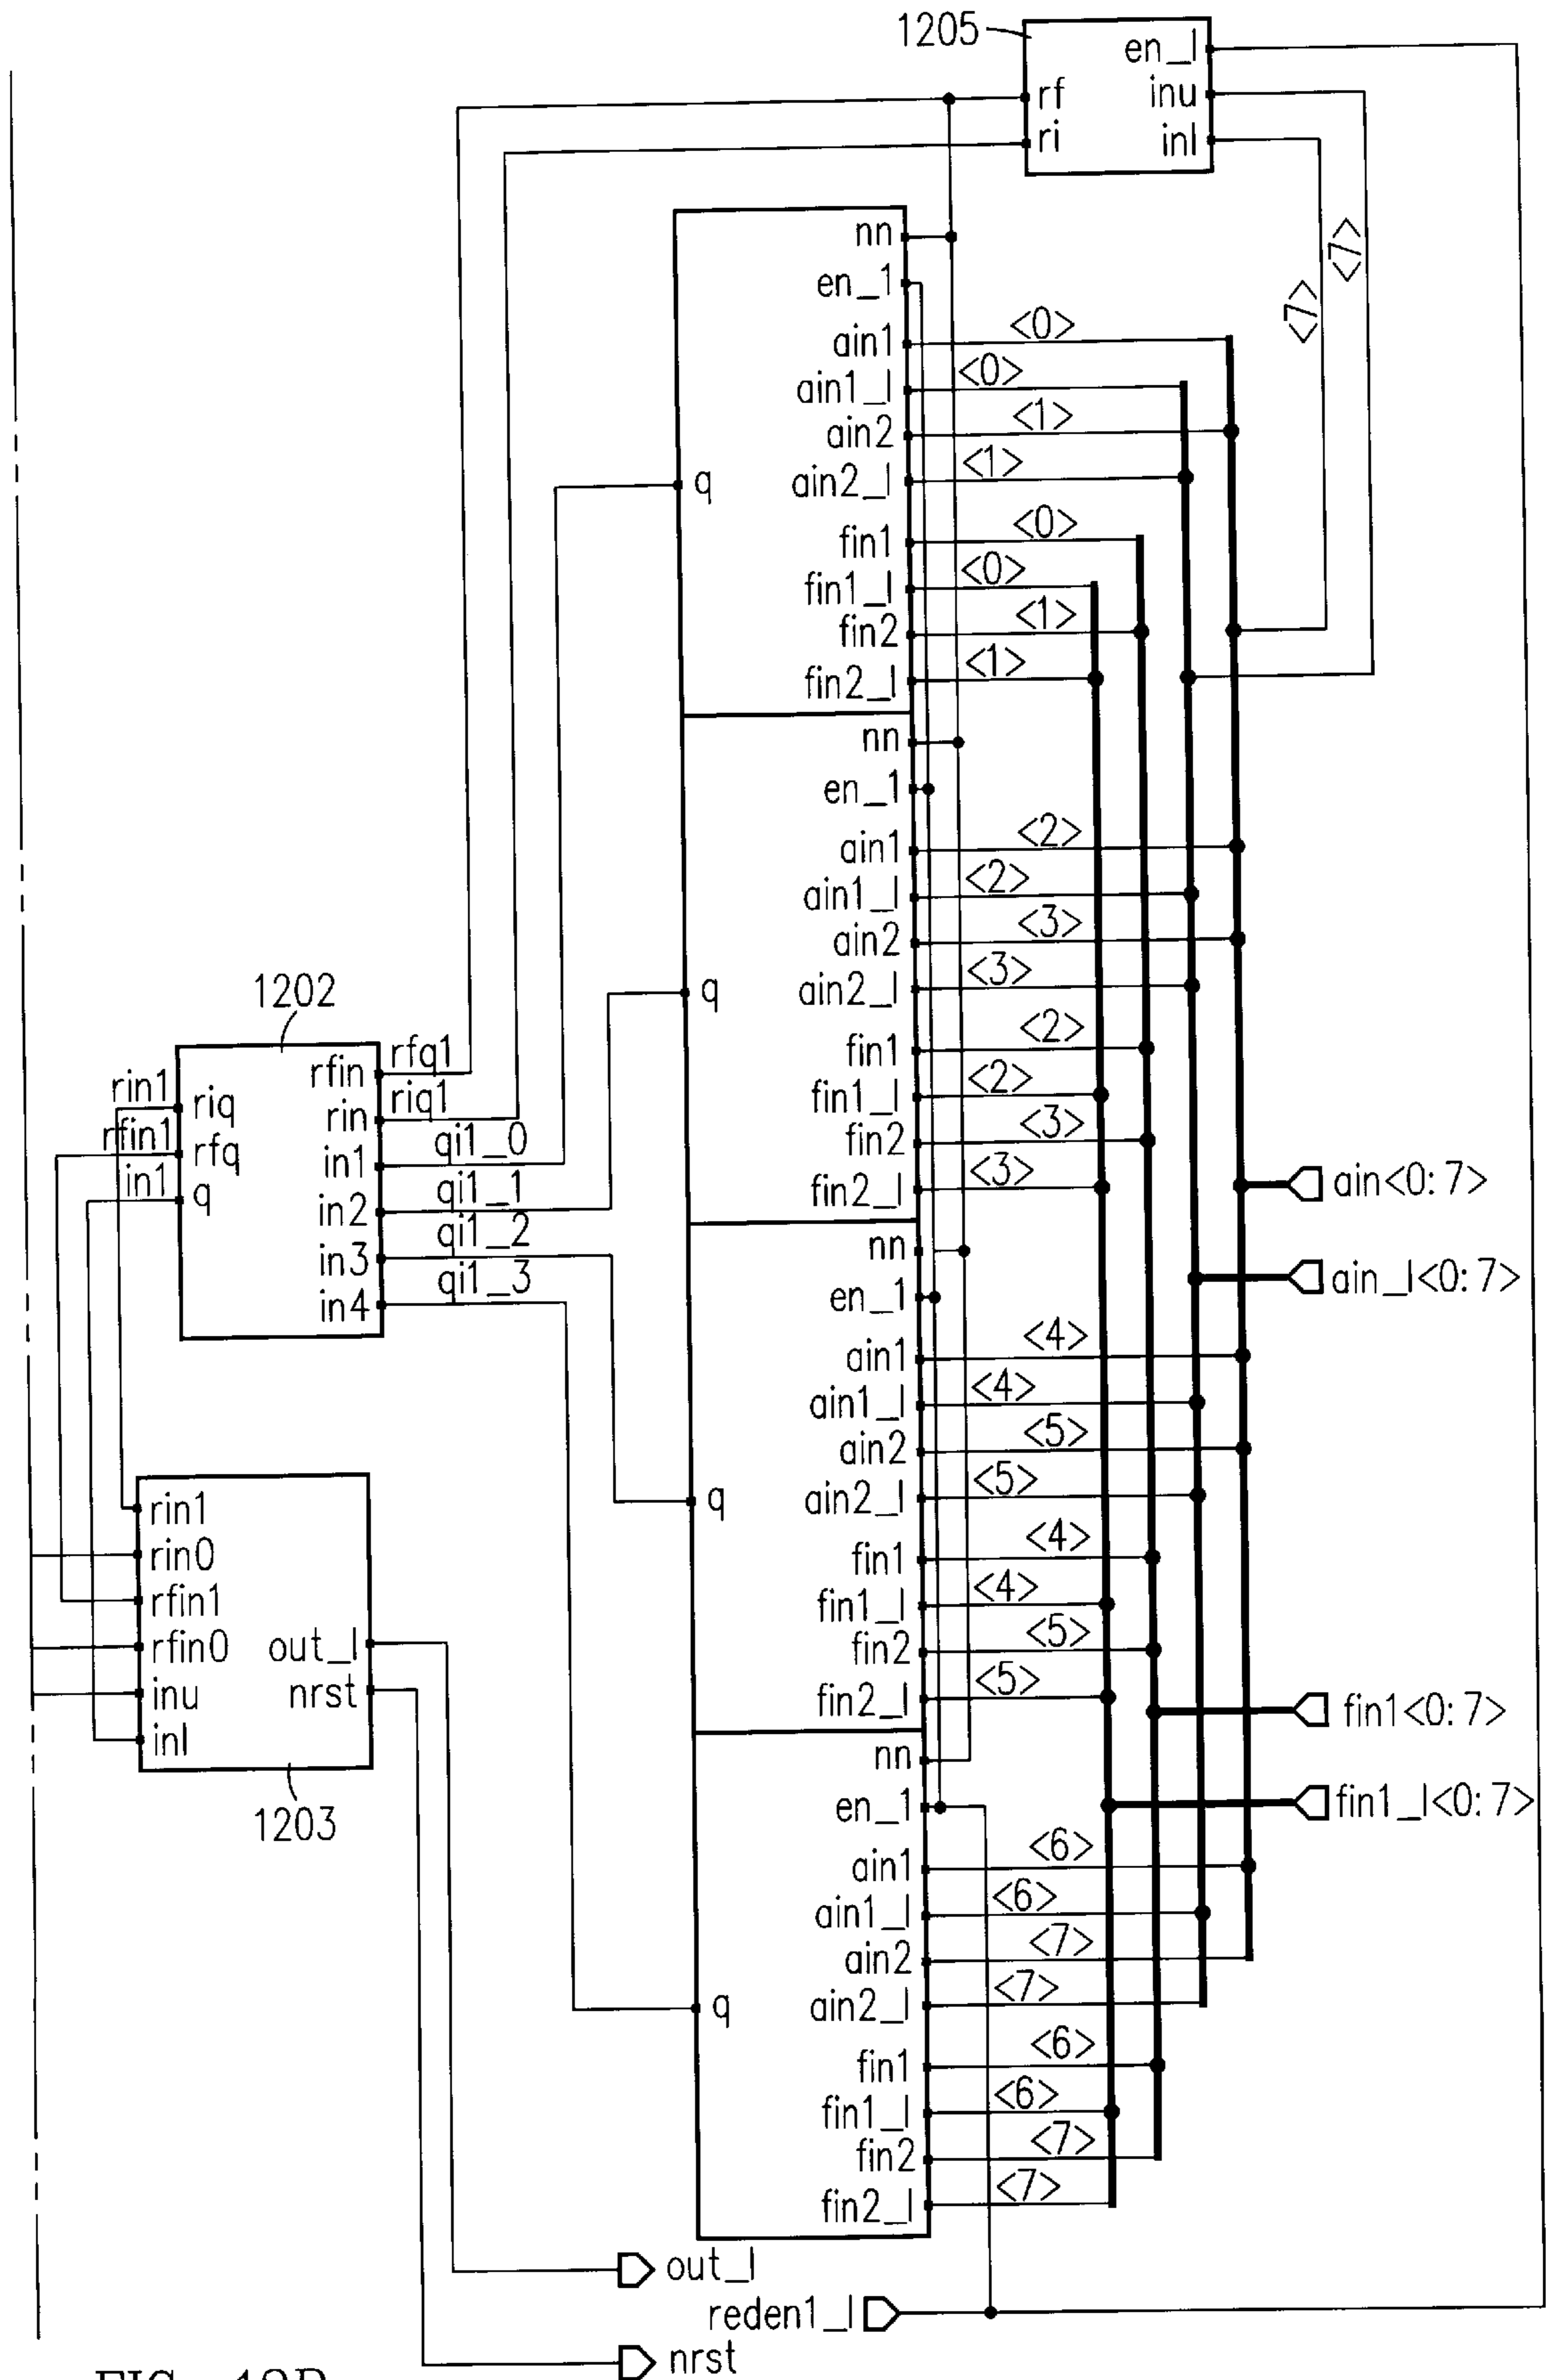 1205
en_l
rf
inu
ri
inl
<7>
<7>
nn
en_1
ain1
<0>
ain1_l
<0>
ain2
<1>
ain2_l
<1>
q
fin1
<0>
fin1_l
<0>
fin2
<1>
fin2_l
<1>
nn
en_1
ain1
<2>
ain1_l
<2>
ain2
<3>
ain2_l
<3>
q
fin1
<2>
fin1_l
<2>
fin2
<3>
fin2_l
<3>
1202
rin1
riq
rfin1
rfq
in1
q
rfin
rfq1
rin
riq1
in1
qi1_0
in2
qi1_1
in3
qi1_2
in4
qi1_3
ain<0:7>
ain_l<0:7>
nn
en_1
ain1
<4>
ain1_l
<4>
ain2
<5>
ain2_l
<5>
q
fin1
<4>
fin1_l
<4>
fin2
<5>
fin2_l
<5>
rin1
rin0
rfin1
rfin0
out_l
inu
nrst
inl
1203
fin1<0:7>
fin1_l<0:7>
nn
en_1
ain1
<6>
ain1_l
<6>
ain2
<7>
ain2_l
<7>
q
fin1
<6>
fin1_l
<6>
fin2
<7>
fin2_l
<7>
out_l
reden1_l
nrst
FIG.